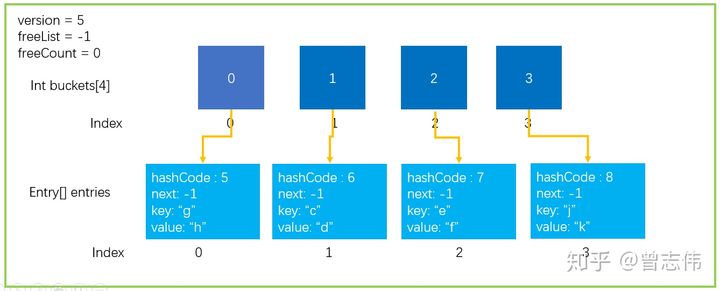 version = 5
freeList = -1
freeCount = 0
Int buckets[4]
0 1 2 3
Index 0 1 2 3
Entry[] entries
hashCode : 5
next: -1
key: “g”
value: “h”
hashCode : 6
next: -1
key: “c”
value: “d”
hashCode : 7
next: -1
key: “e”
value: “f”
hashCode : 8
next: -1
key: “j”
value: “k”
Index 0 1 2 3
知乎 @曾志伟